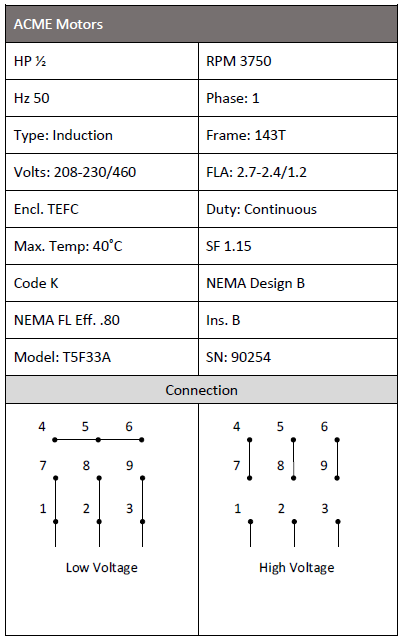 ACME Motors
HP ½
RPM 3750
Hz 50
Phase: 1
Type: Induction
Frame: 143T
Volts: 208-230/460
FLA: 2.7-2.4/1.2
Encl. TEFC
Duty: Continuous
Max. Temp: 40˚C
SF 1.15
Code K
NEMA Design B
NEMA FL Eff. .80
Ins. B
Model: T5F33A
SN: 90254
Connection
4 5 6
7 8 9
1 2 3
Low Voltage
4 5 6
7 8 9
1 2 3
High Voltage